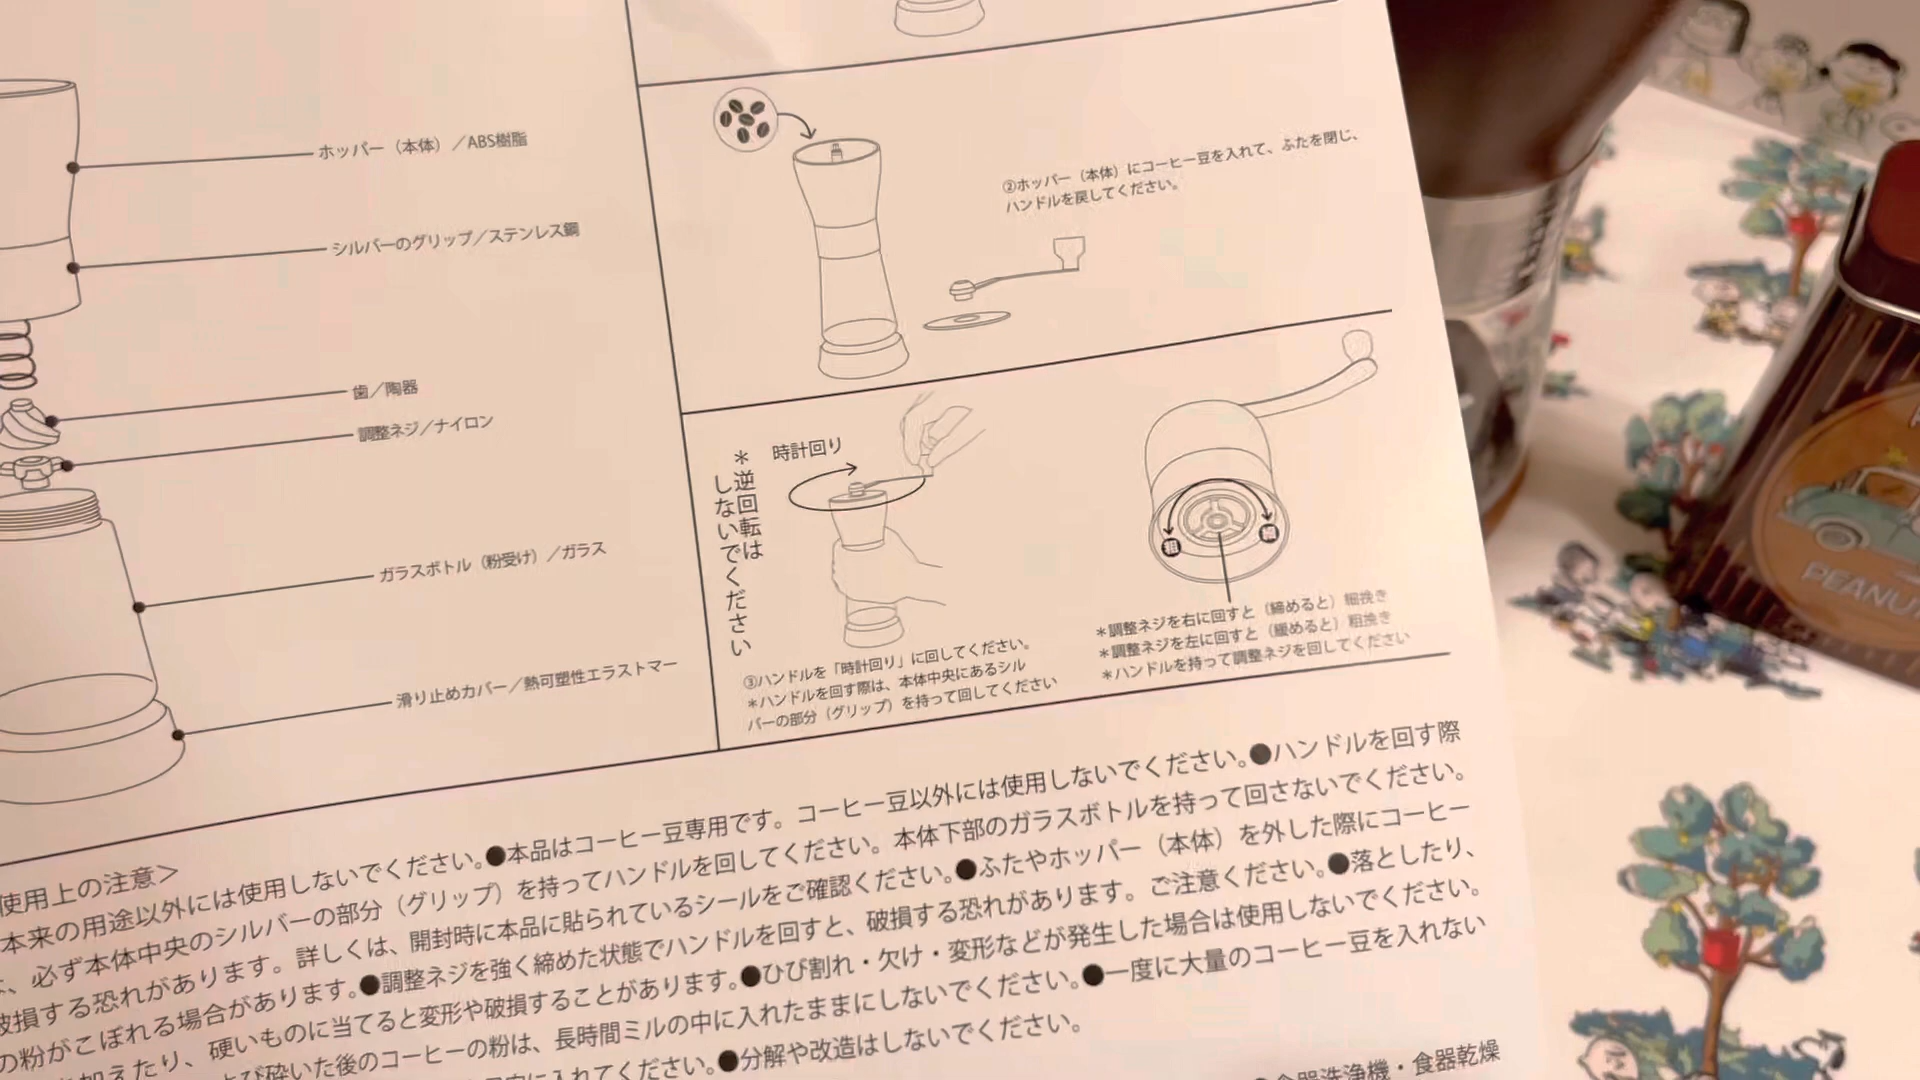 ホッパー（本体）／ABS樹脂
シルバーのグリップ／ステンレス鋼
歯／陶器
調整ネジ／ナイロン
ガラスボトル（粉受け）／ガラス
滑り止めカバー／熱可塑性エラストマー
②ホッパー（本体）にコーヒー豆を入れて、ふたを閉じ、
ハンドルを戻してください。
＊逆回転は
しないでください
時計回り
③ハンドルを「時計回り」に回してください。
＊ハンドルを回す際は、本体中央にあるシル
バーの部分（グリップ）を持って回してください
粗
＊調整ネジを右に回すと（締めると）細挽き
＊調整ネジを左に回すと（緩めると）粗挽き
＊ハンドルを持って調整ネジを回してください
使用上の注意＞
本来の用途以外には使用しないでください。●本品はコーヒー豆専用です。コーヒー豆以外には使用しないでください。●ハンドルを回す際
、必ず本体中央のシルバーの部分（グリップ）を持ってハンドルを回してください。本体下部のガラスボトルを持って回さないでください。
破損する恐れがあります。詳しくは、開封時に本品に貼られているシールをご確認ください。●ふたやホッパー（本体）を外した際にコーヒー
の粉がこぼれる場合があります。●調整ネジを強く締めた状態でハンドルを回すと、破損する恐れがあります。ご注意ください。●落としたり、
加えたり、硬いものに当てると変形や破損することがあります。●ひび割れ・欠け・変形などが発生した場合は使用しないでください。
び砕いた後のコーヒーの粉は、長時間ミルの中に入れたままにしないでください。●一度に大量のコーヒー豆を入れない
に入れてください。●分解や改造はしないでください。
食器洗浄機・食器乾燥
PEANU